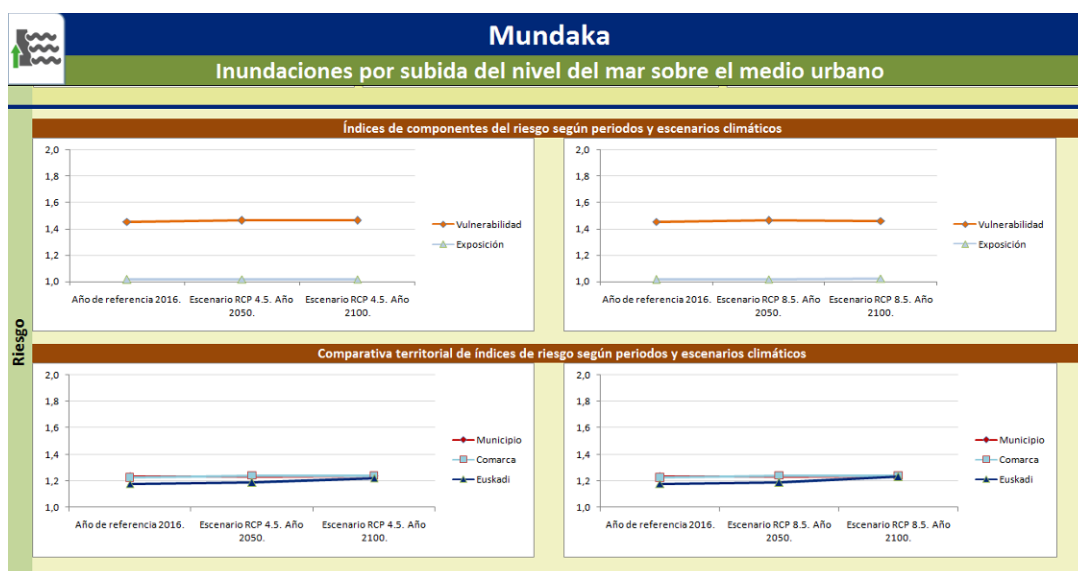 Mundaka
Inundaciones por subida del nivel del mar sobre el medio urbano
Riesgo
Índices de componentes del riesgo según periodos y escenarios climáticos
2,0
1,8
1,6
1,4
1,2
1,0
Año de referencia 2016.
Escenario RCP 4.5. Año
2050.
Escenario RCP 4.5. Año
2100.
Vulnerabilidad
Exposición
2,0
1,8
1,6
1,4
1,2
1,0
Año de referencia 2016.
Escenario RCP 8.5. Año
2050.
Escenario RCP 8.5. Año
2100.
Vulnerabilidad
Exposición
Comparativa territorial de índices de riesgo según periodos y escenarios climáticos
2,0
1,8
1,6
1,4
1,2
1,0
Año de referencia 2016.
Escenario RCP 4.5. Año
2050.
Escenario RCP 4.5. Año
2100.
Municipio
Comarca
Euskadi
2,0
1,8
1,6
1,4
1,2
1,0
Año de referencia 2016.
Escenario RCP 8.5. Año
2050.
Escenario RCP 8.5. Año
2100.
Municipio
Comarca
Euskadi